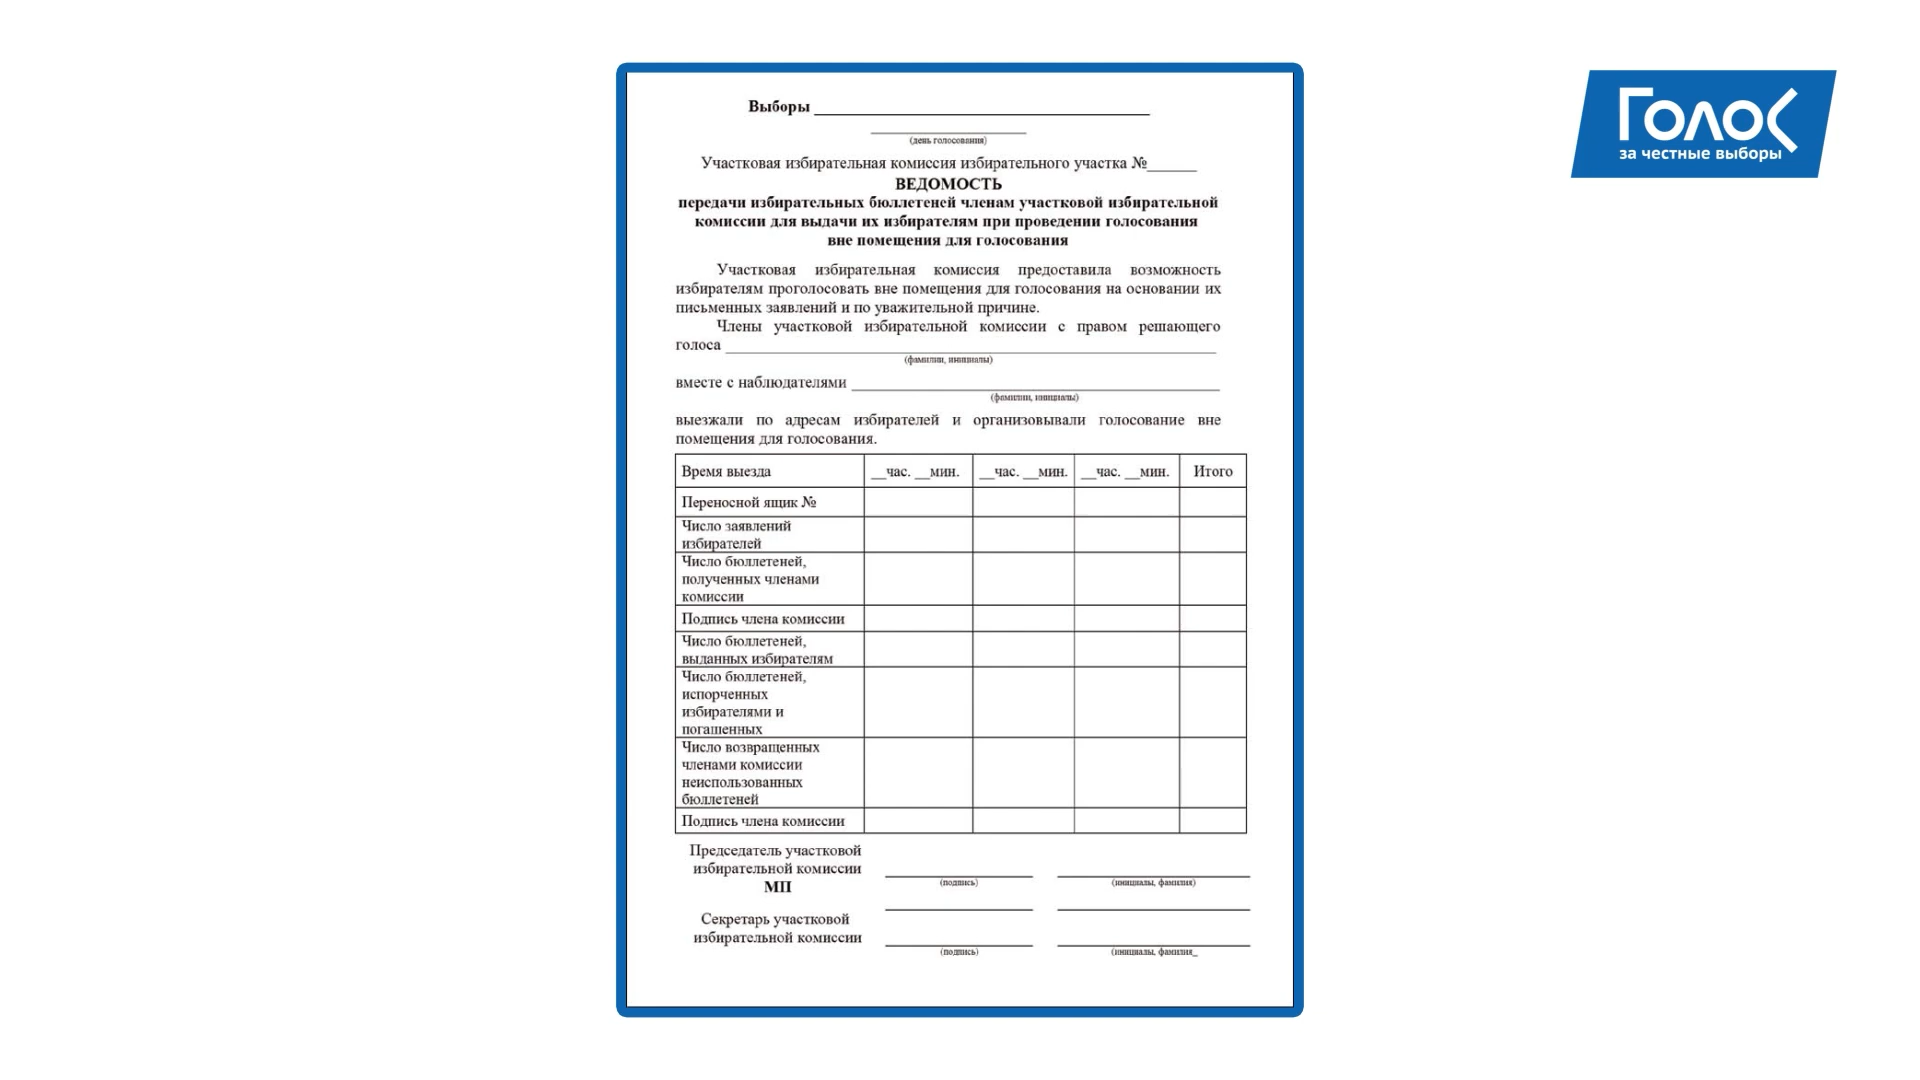 Голос
за честные выборы
Выборы ____________________
(день голосования)
Участковая избирательная комиссия избирательного участка №______
ВЕДОМОСТЬ
передачи избирательных бюллетеней членам участковой избирательной
комиссии для выдачи их избирателям при проведении голосования
вне помещения для голосования
Участковая избирательная комиссия предоставила возможность
избирателям проголосовать вне помещения для голосования на основании их
письменных заявлений и по уважительной причине.
Члены участковой избирательной комиссии с правом решающего
голоса ____________________
(фамилии, инициалы)
вместе с наблюдателями ____________________
(фамилии, инициалы)
выезжали по адресам избирателей и организовывали голосование вне
помещения для голосования.
Время выезда __час. __мин. __час. __мин. __час. __мин. Итого
Переносной ящик №
Число заявлений
избирателей
Число бюллетеней,
полученных членами
комиссии
Подпись члена комиссии
Число бюллетеней,
выданных избирателям
Число бюллетеней,
испорченных
избирателями и
погашенных
Число возвращенных
членами комиссии
неиспользованных
бюллетеней
Подпись члена комиссии
Председатель участковой
избирательной комиссии
(подпись) (инициалы, фамилия)
МП
Секретарь участковой
избирательной комиссии
(подпись) (инициалы, фамилия_